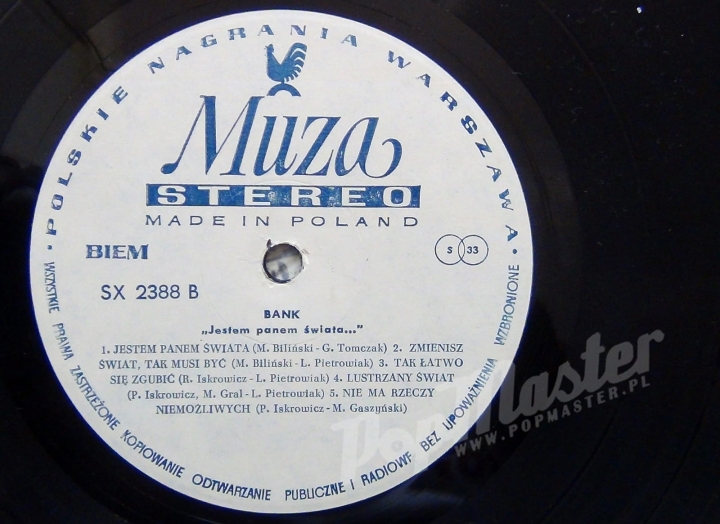 • POLSKIE NAGRANIA WARSZAWA •
Muza
STEREO
MADE IN POLAND
BIEM
S 33
SX 2388 B
BANK
„Jestem panem świata..."
1. JESTEM PANEM ŚWIATA (M. Biliński - G. Tomczak) 2. ZMIENISZ
ŚWIAT, TAK MUSI BYĆ (M. Biliński - L. Pietrowiak) 3. TAK ŁATWO
SIĘ ZGUBIĆ (R. Iskrowicz - L. Pietrowiak) 4. LUSTRZANY ŚWIAT
(P. Iskrowicz, M. Gral - L. Pietrowiak) 5. NIE MA RZECZY
NIEMOŻLIWYCH (P. Iskrowicz - M. Gaszyński)
WSZYSTKIE PRAWA ZASTRZEŻONE KOPIOWANIE ODTWARZANIE PUBLICZNE I RADIOWE BEZ UPOWAŻNIENIA WZBRONIONE
PopMaster
WWW.POPMASTER.PL